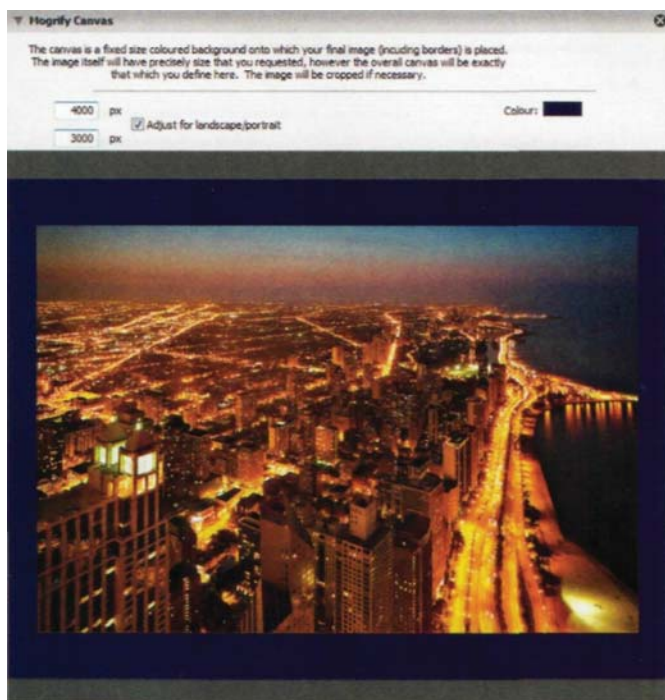 Mogrify Canvas
The canvas is a fixed size coloured background onto which your final image (incuding borders) is placed.
The image itself will have precisely size that you requested, however the overall canvas will be exactly
that which you define here. The image will be cropped if necessary.
4000 px
Adjust for landscape/portrait
Colour:
3000 px